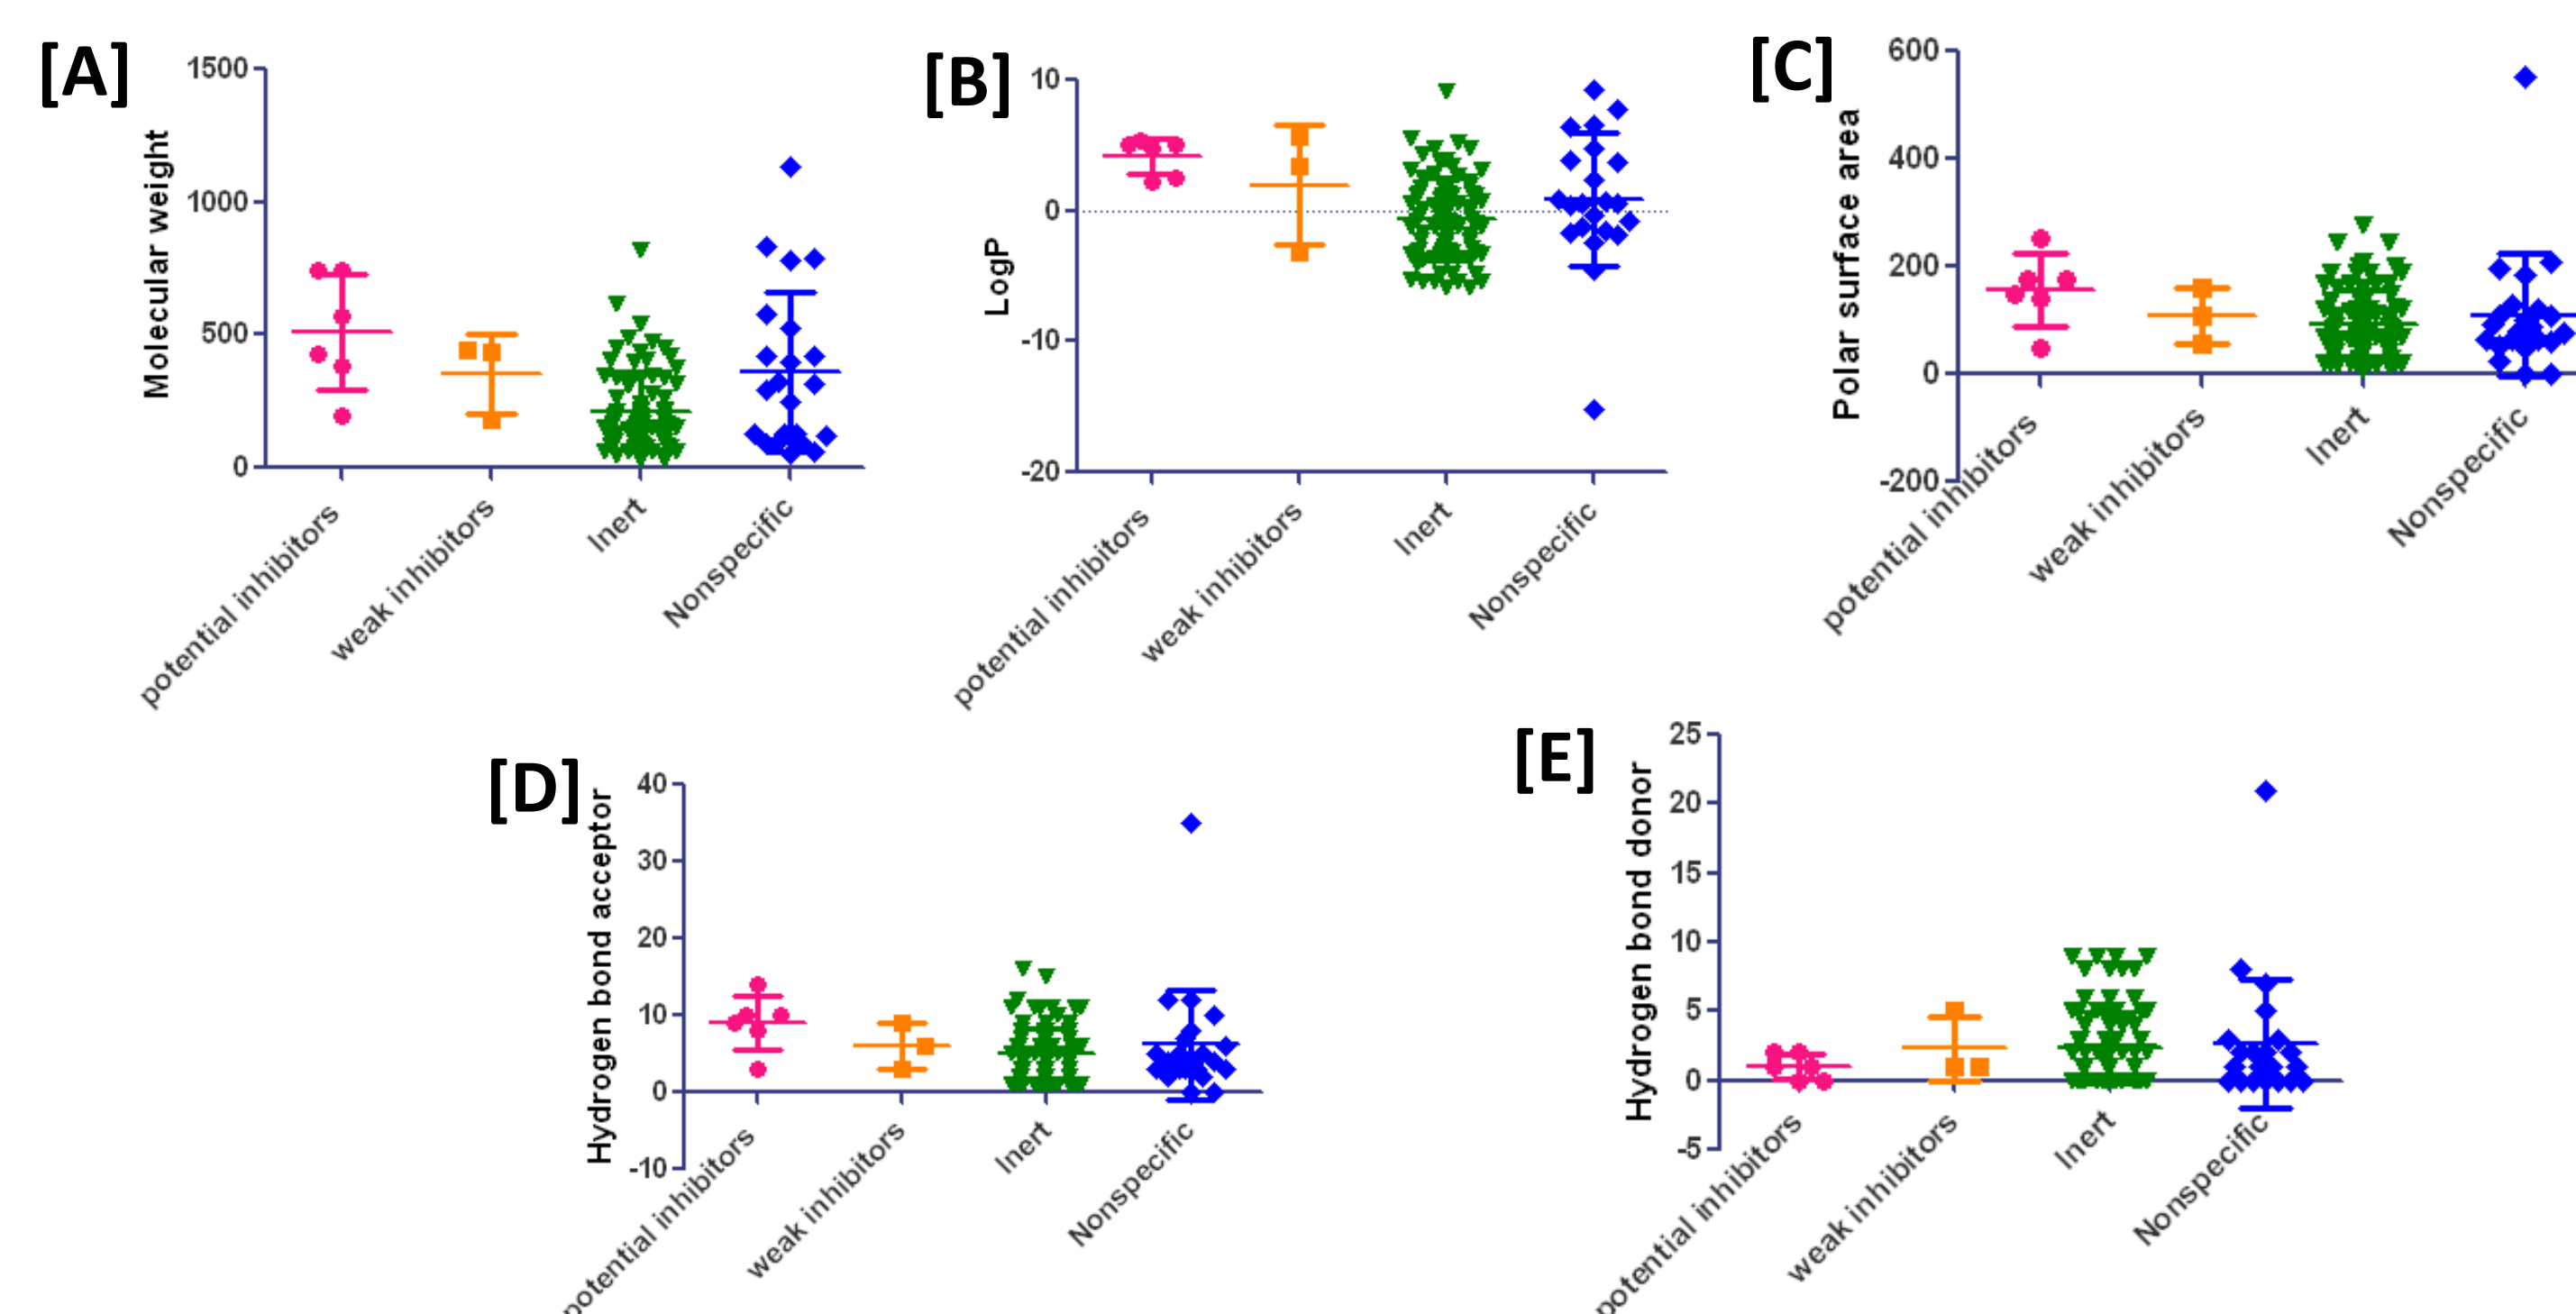 [A]
Molecular weight
1500
1000
500
0
potential inhibitors
weak inhibitors
Inert
Nonspecific
[B]
LogP
10
0
-10
-20
potential inhibitors
weak inhibitors
Inert
Nonspecific
[C]
Polar surface area
600
400
200
0
-200
potential inhibitors
weak inhibitors
Inert
Nonspecific
[D]
Hydrogen bond acceptor
40
30
20
10
0
-10
potential inhibitors
weak inhibitors
Inert
Nonspecific
[E]
Hydrogen bond donor
25
20
15
10
5
0
-5
potential inhibitors
weak inhibitors
Inert
Nonspecific